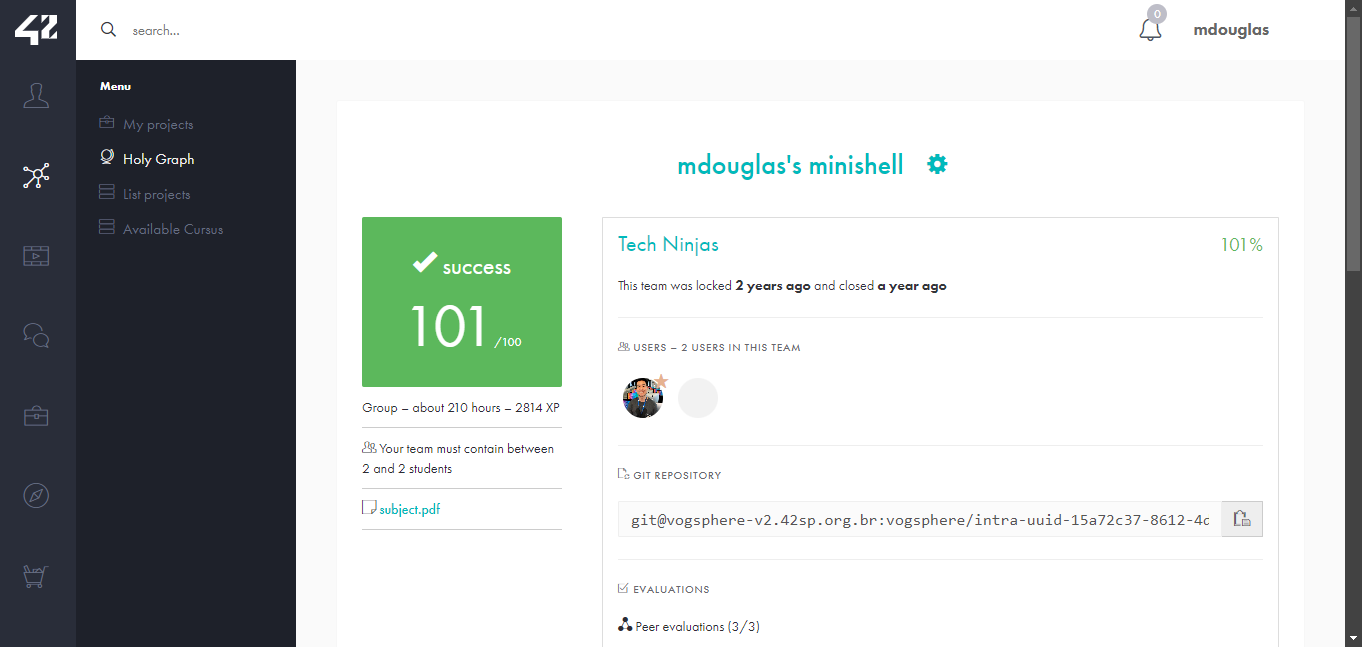 42
search...
0
mdouglas
Menu
My projects
Holy Graph
List projects
Available Cursus
mdouglas's minishell
success
101 /100
Group – about 210 hours – 2814 XP
Your team must contain between
2 and 2 students
subject.pdf
Tech Ninjas
101%
This team was locked 2 years ago and closed a year ago
USERS – 2 USERS IN THIS TEAM
GIT REPOSITORY
git@vogsphere-v2.42sp.org.br:vogsphere/intra-uuid-15a72c37-8612-4
EVALUATIONS
Peer evaluations (3/3)